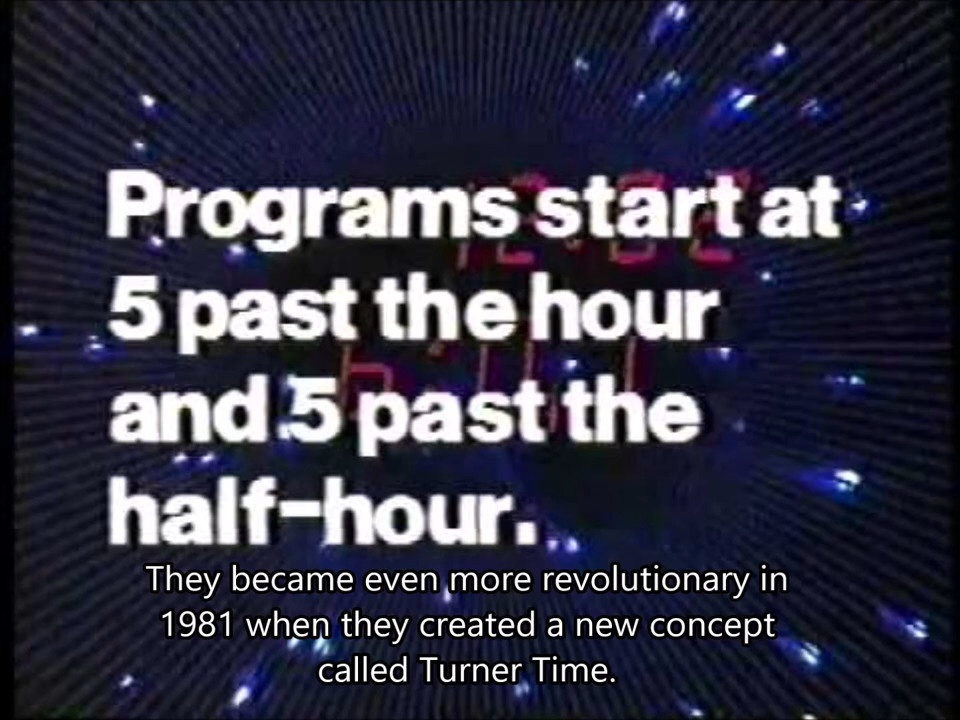 Programs start at
5 past the hour
and 5 past the
half-hour.
They became even more revolutionary in
1981 when they created a new concept
called Turner Time.